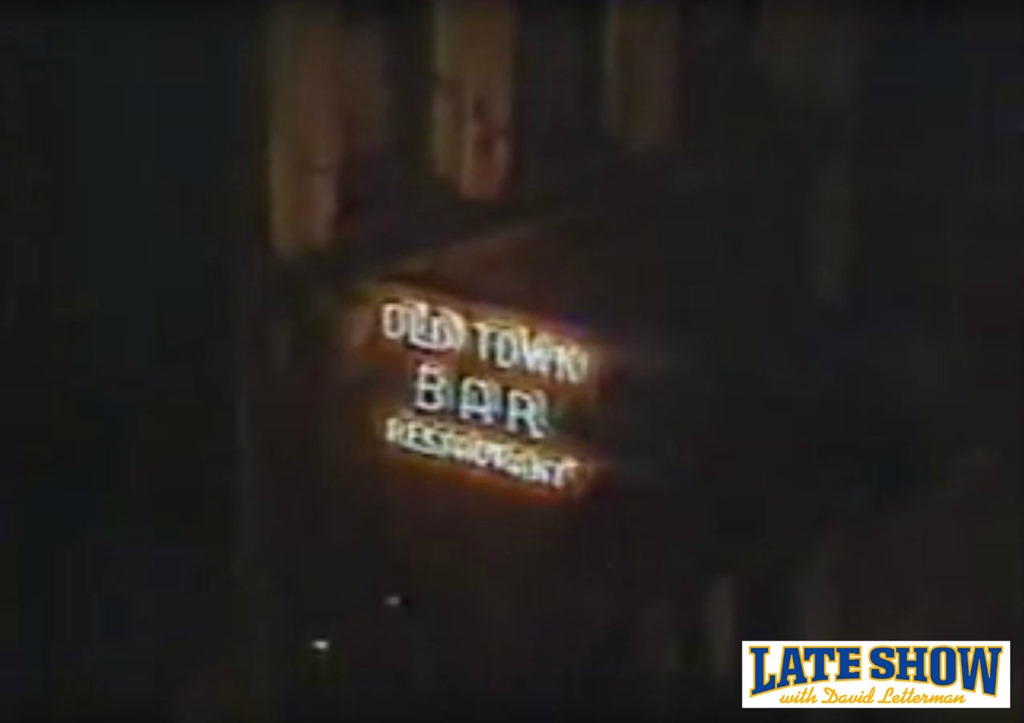 OLD TOWN
BAR
RESTAURANT
LATE SHOW
with David Letterman